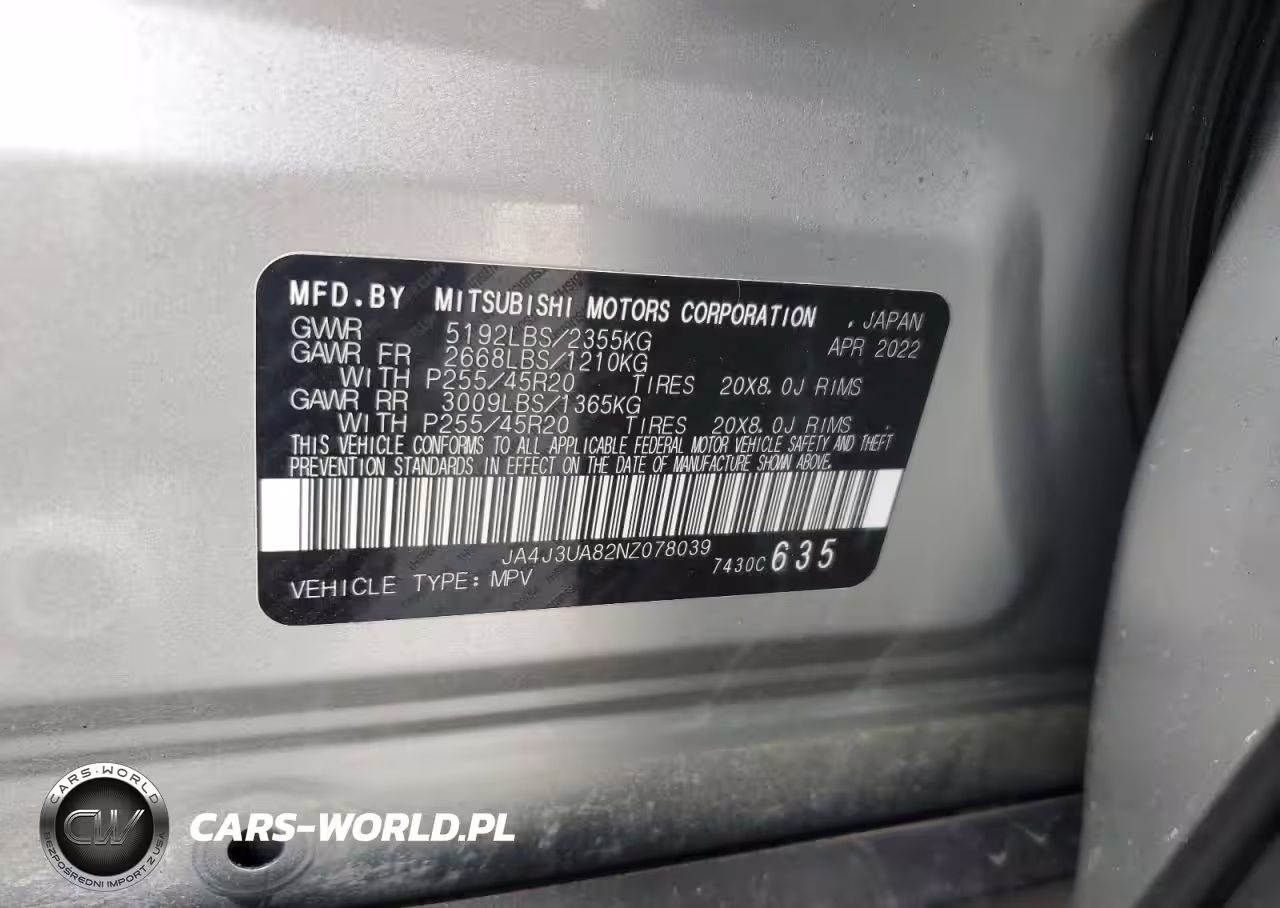 MFD.BY MITSUBISHI MOTORS CORPORATION . JAPAN
GVWR 5192LBS/2355KG APR 2022
GAWR FR 2668LBS/1210KG
WITH P255/45R20 TIRES 20X8.0J RIMS
GAWR RR 3009LBS/1365KG
WITH P255/45R20 TIRES 20X8.0J RIMS .
THIS VEHICLE CONFORMS TO ALL APPLICABLE FEDERAL MOTOR VEHICLE SAFETY AND THEFT
PREVENTION STANDARDS IN EFFECT ON THE DATE OF MANUFACTURE SHOWN ABOVE.
JA4J3UA82NZ078039
7430C 635
VEHICLE TYPE: MPV
CARS-WORLD
CW
BEZPOŚREDNI IMPORT Z USA
CARS-WORLD.PL